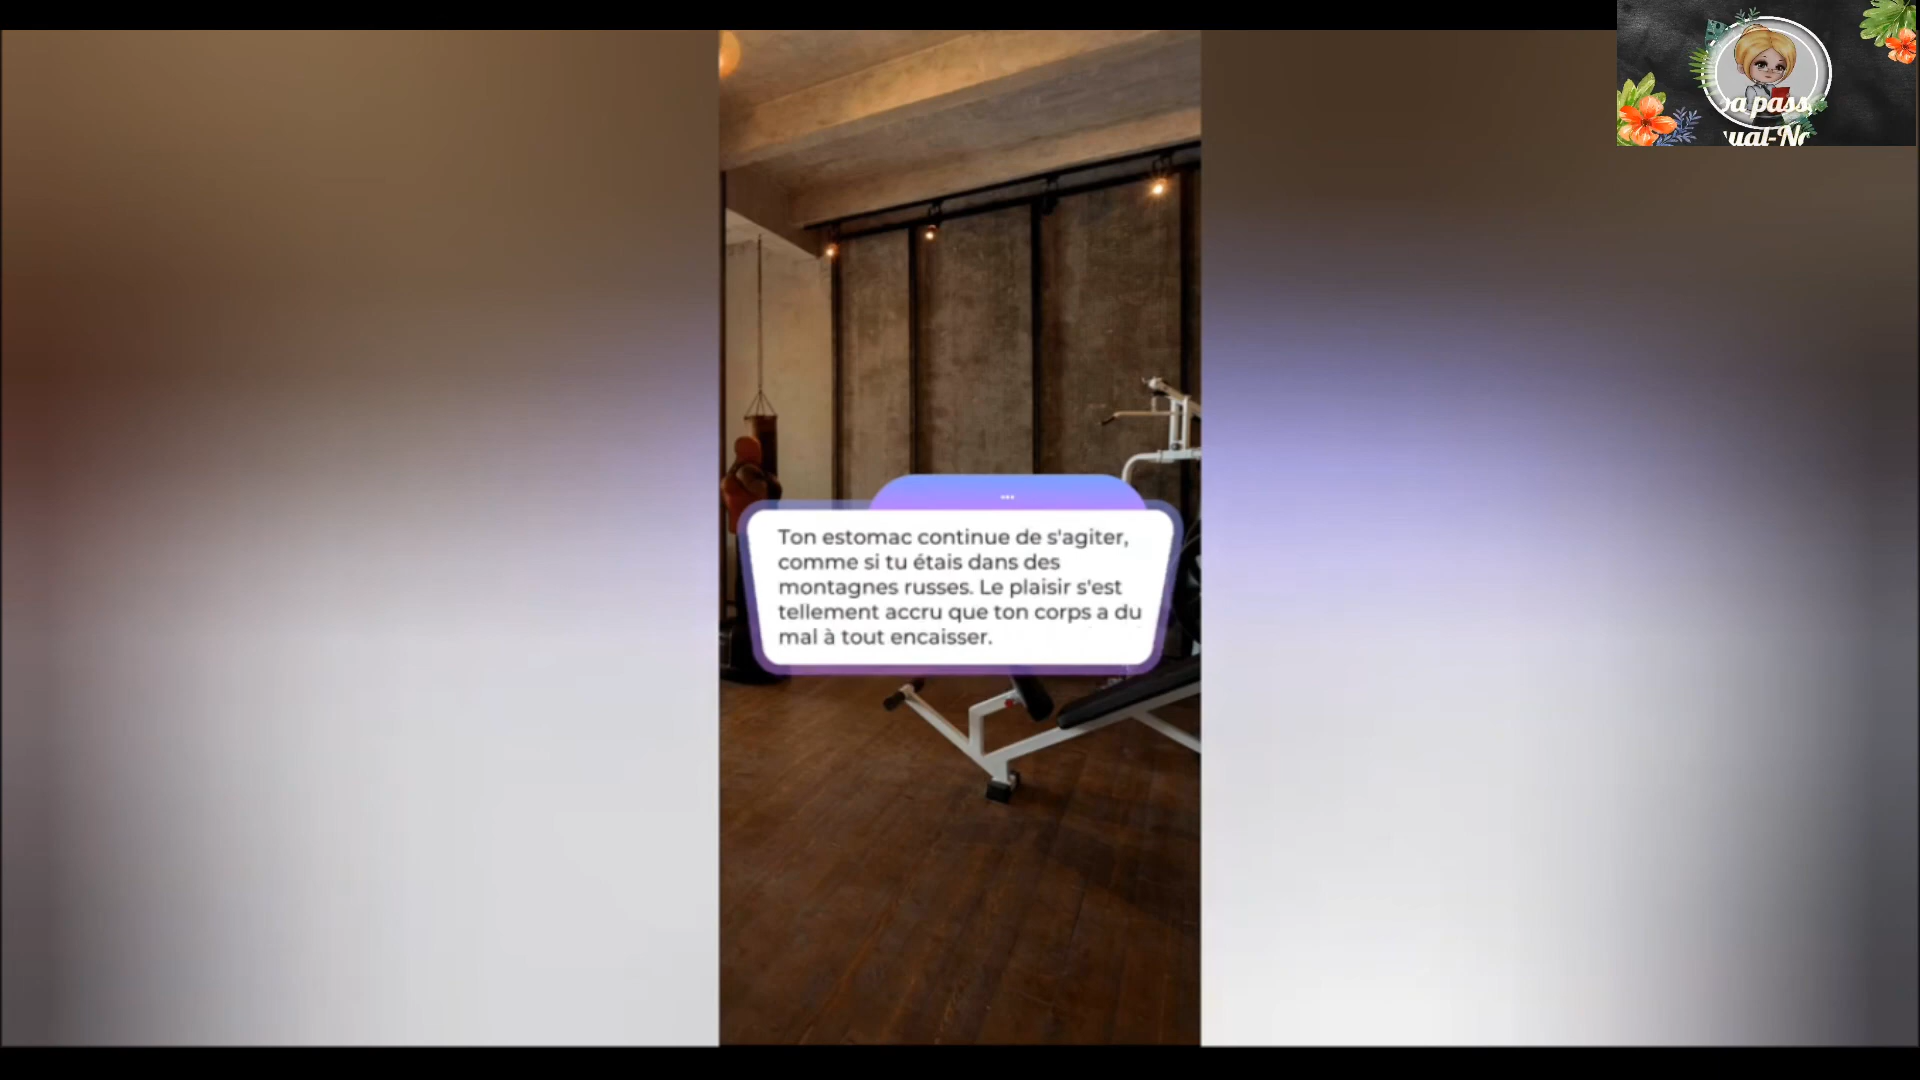 ...
Ton estomac continue de s'agiter,
comme si tu étais dans des
montagnes russes. Le plaisir s'est
tellement accru que ton corps a du
mal à tout encaisser.